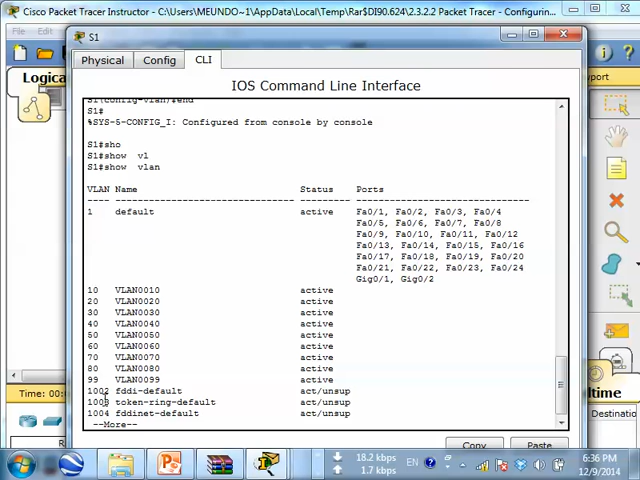 Cisco Packet Tracer Instructor - C:\Users\MEUNDO~1\AppData\Local\Temp\Rar$DI90.624\2.3.2.2 Packet Tracer - Configurin...
S1
Physical Config CLI
Logica
IOS Command Line Interface
S1(config-vlan)#end
S1#
%SYS-5-CONFIG_I: Configured from console by console
S1#sho
S1#show vl
S1#show vlan
VLAN Name Status Ports
---- -------------------------------- --------- -------------------------------
1 default active Fa0/1, Fa0/2, Fa0/3, Fa0/4
Fa0/5, Fa0/6, Fa0/7, Fa0/8
Fa0/9, Fa0/10, Fa0/11, Fa0/12
Fa0/13, Fa0/14, Fa0/15, Fa0/16
Fa0/17, Fa0/18, Fa0/19, Fa0/20
Fa0/21, Fa0/22, Fa0/23, Fa0/24
Gig0/1, Gig0/2
10 VLAN0010 active
20 VLAN0020 active
30 VLAN0030 active
40 VLAN0040 active
50 VLAN0050 active
60 VLAN0060 active
70 VLAN0070 active
80 VLAN0080 active
99 VLAN0099 active
1002 fddi-default act/unsup
1003 token-ring-default act/unsup
1004 fddinet-default act/unsup
--More--
Time: 00:
ltime
Copy Paste
18.2 kbps
1.7 kbps
EN
6:36 PM
12/9/2014